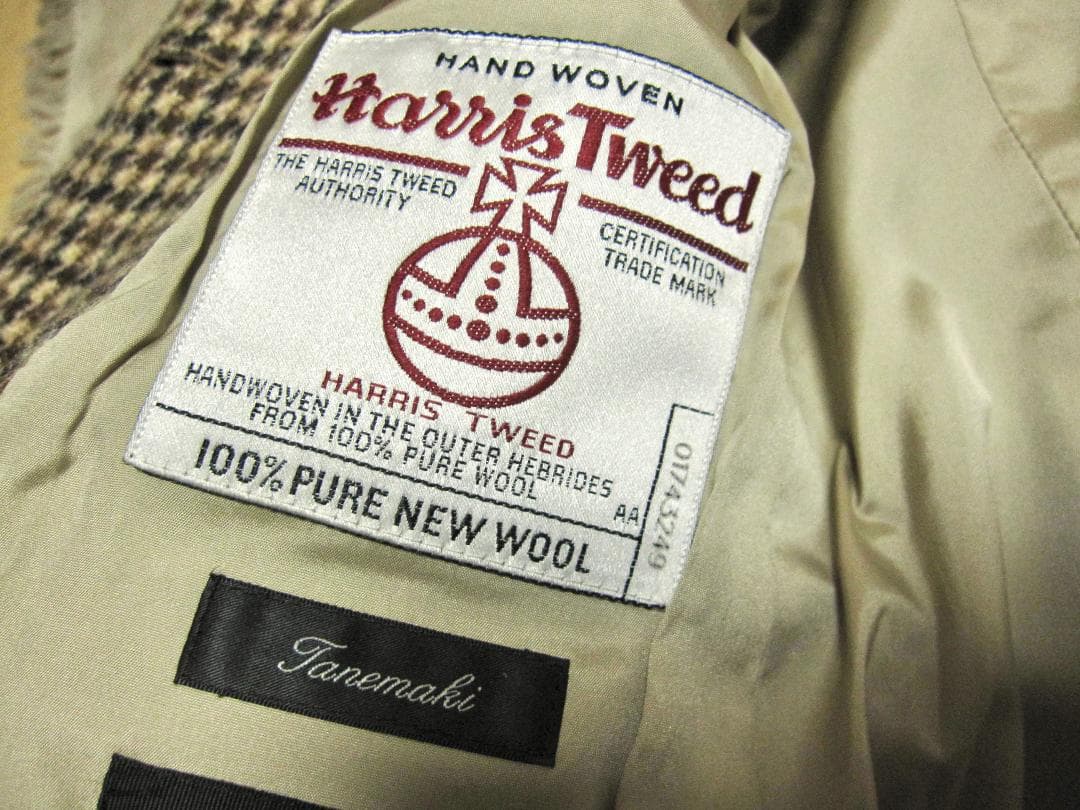 HAND WOVEN
Harris Tweed
THE HARRIS TWEED
AUTHORITY
CERTIFICATION
TRADE MARK
HARRIS TWEED
HANDWOVEN IN THE OUTER HEBRIDES
FROM 100% PURE WOOL
AA
01743249
100% PURE NEW WOOL
Tanemaki